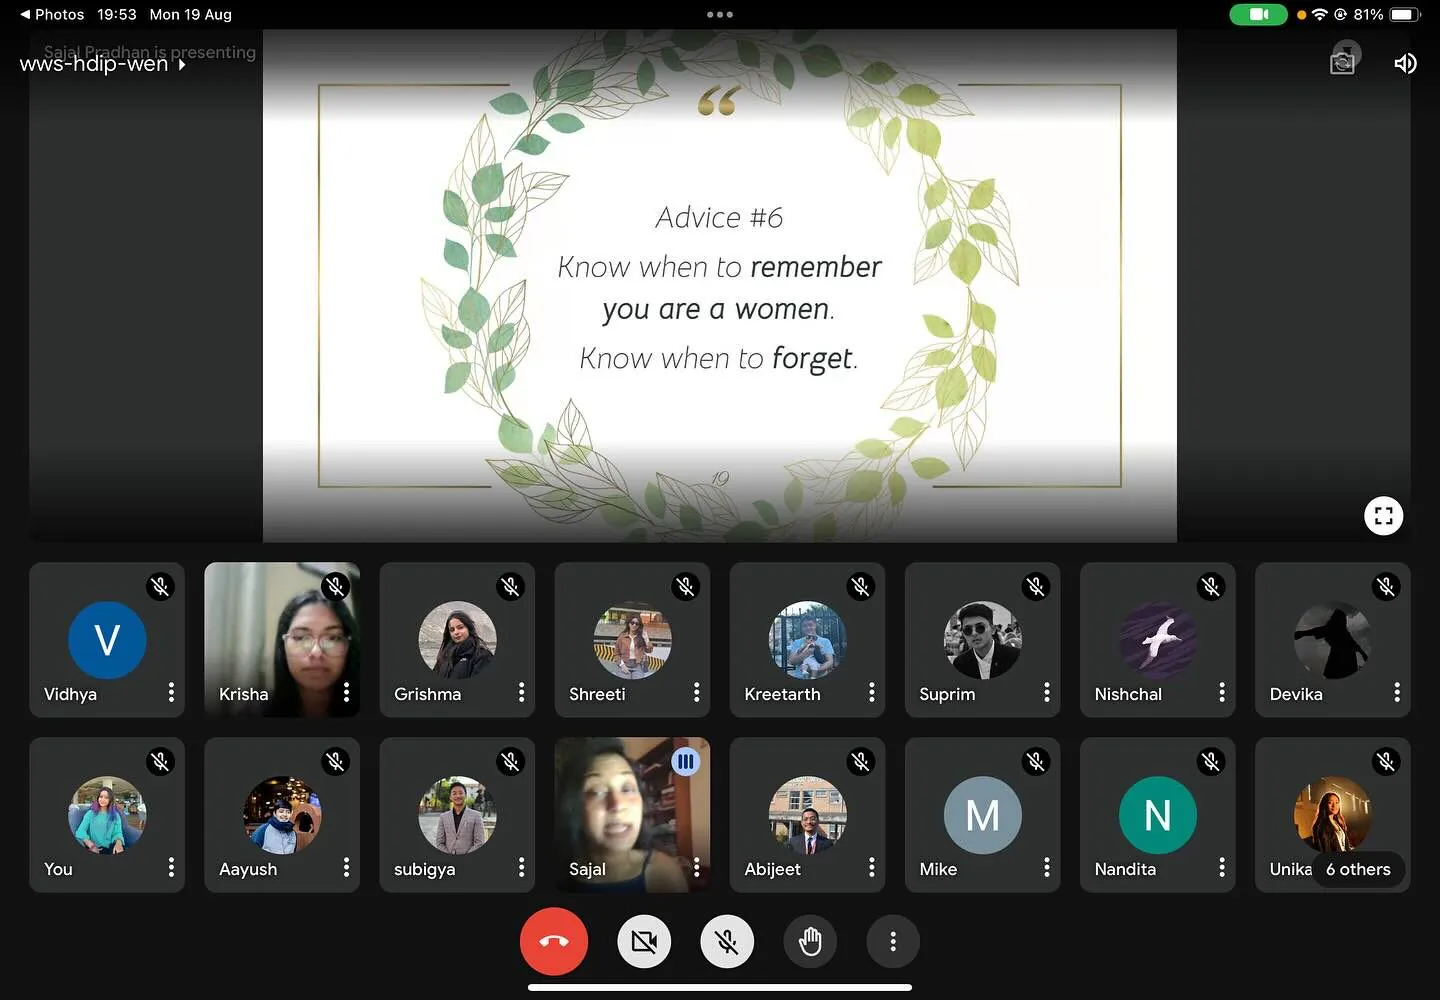 Photos 19:53 Mon 19 Aug
81%
Sajal Pradhan is presenting
wws-hdip-wen
“
Advice #6
Know when to remember
you are a women.
Know when to forget.
19
V
Vidhya
Krisha
Grishma
Shreeti
Kreetarth
Suprim
Nishchal
Devika
You
Aayush
subigya
Sajal
Abijeet
M
Mike
N
Nandita
Unika
6 others